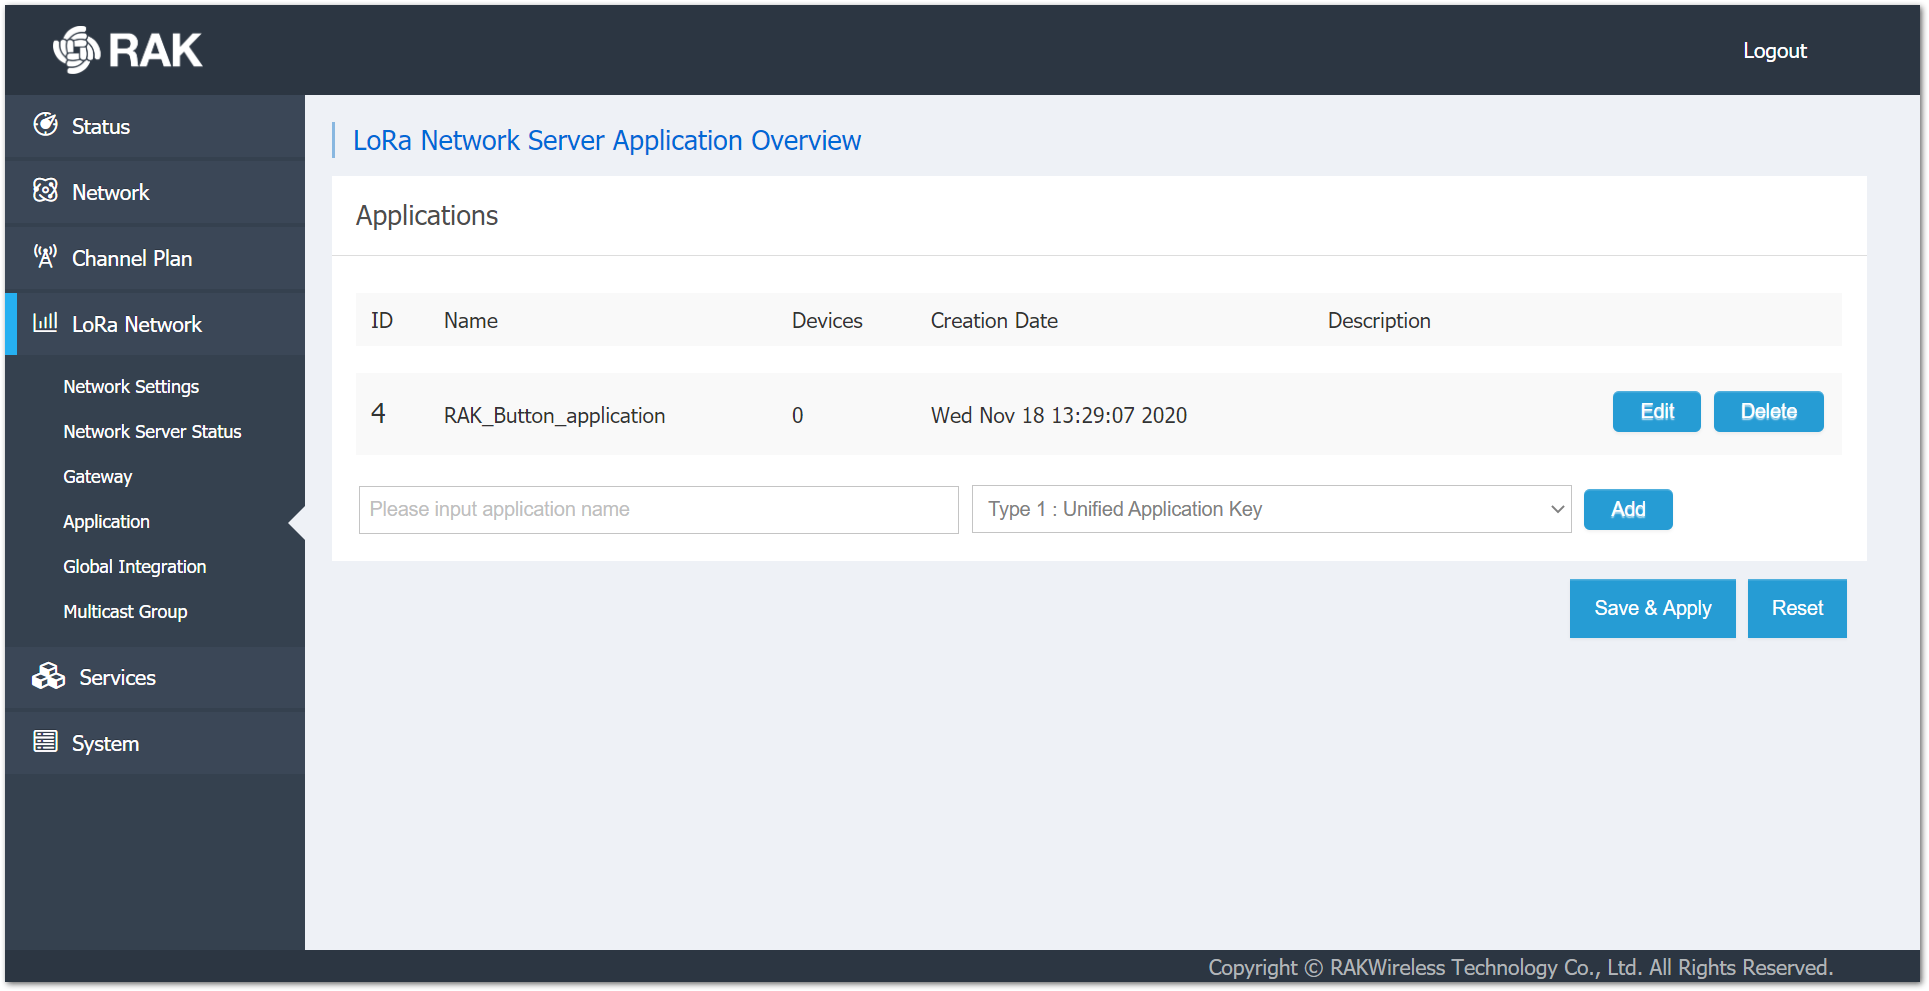 RAK
Logout
Status
Network
Channel Plan
LoRa Network
Network Settings
Network Server Status
Gateway
Application
Global Integration
Multicast Group
Services
System
LoRa Network Server Application Overview
Applications
ID Name Devices Creation Date Description
4 RAK_Button_application 0 Wed Nov 18 13:29:07 2020 Edit Delete
Please input application name Type 1 : Unified Application Key Add
Save & Apply Reset
Copyright © RAKWireless Technology Co., Ltd. All Rights Reserved.